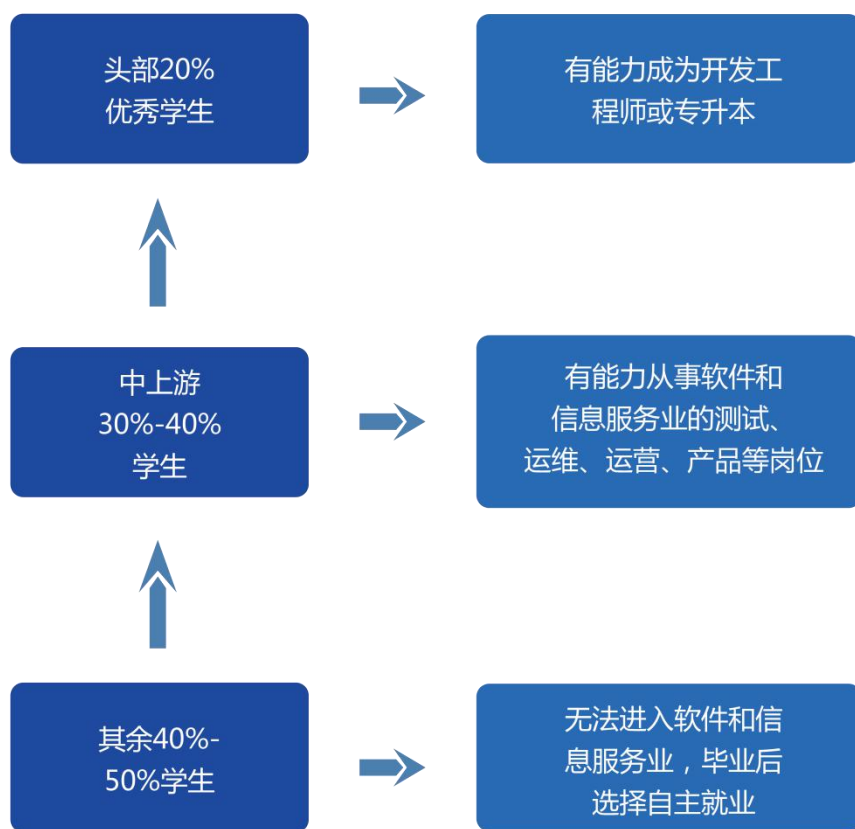 头部20%
优秀学生
有能力成为开发工
程师或专升本
中上游
30%-40%
学生
有能力从事软件和
信息服务业的测试、
运维、运营、产品等岗位
其余40%-
50%学生
无法进入软件和信
息服务业，毕业后
选择自主就业